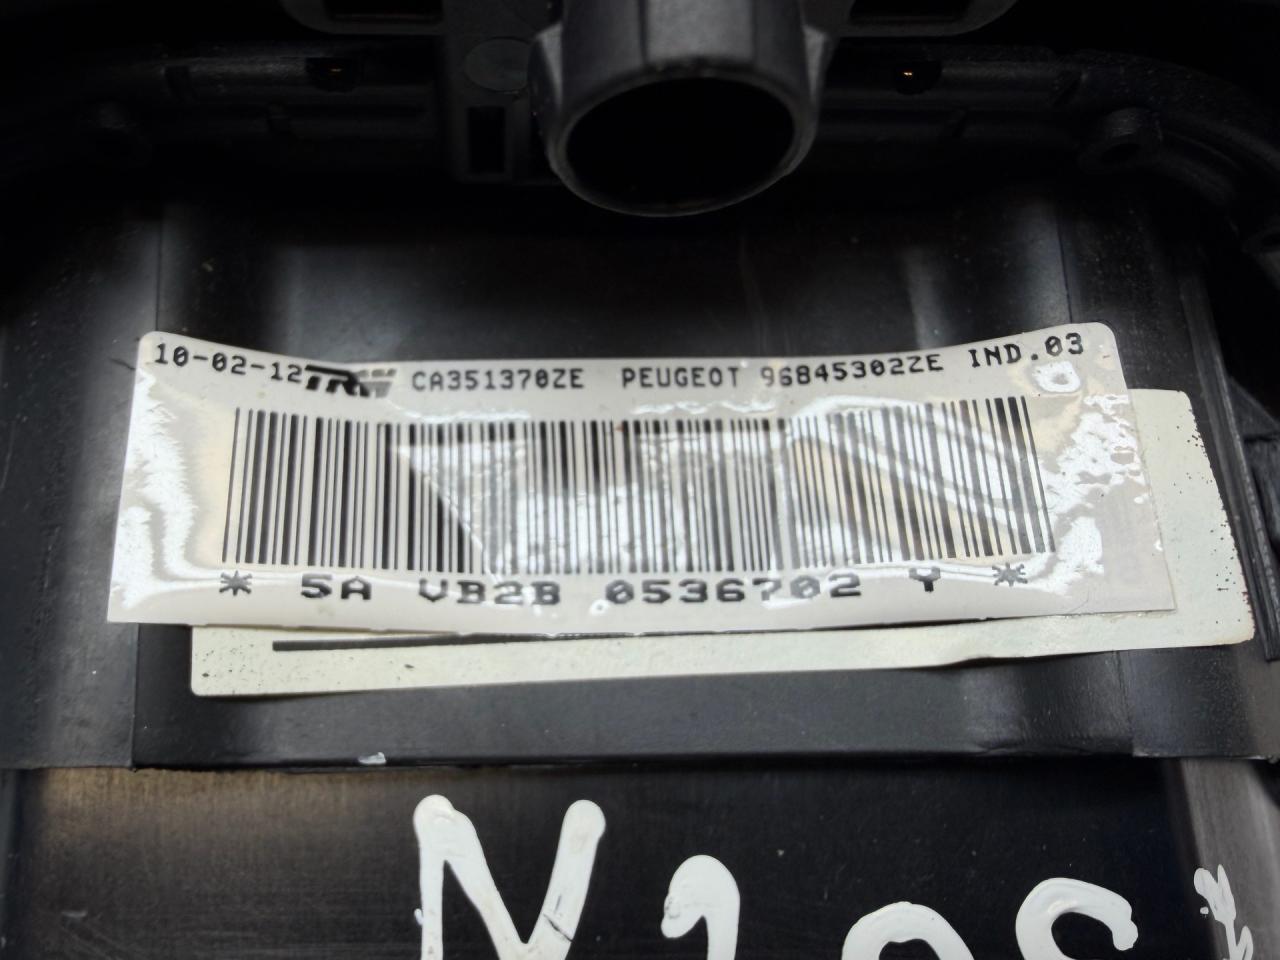 10-02-12 TRW CA351370ZE PEUGEOT 96845302ZE IND.03
* 5A VB2B 0536702 Y *